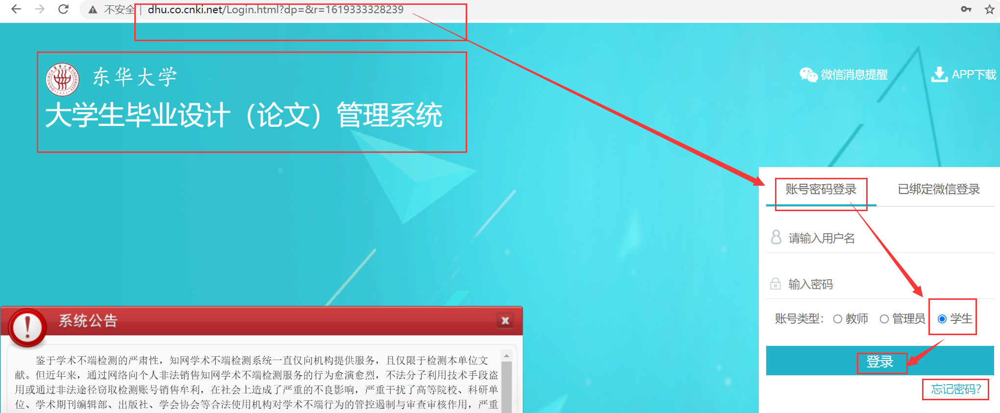 不安全 | dhu.co.cnki.net/Login.html?dp=&r=1619333328239
东华大学
大学生毕业设计（论文）管理系统
微信消息提醒
APP下载
账号密码登录
已绑定微信登录
请输入用户名
输入密码
账号类型： 教师 管理员 学生
登录
忘记密码？
系统公告
鉴于学术不端检测的严肃性，知网学术不端检测系统一直仅向机构提供服务，且仅限于检测本单位文
献。但近年来，通过网络向个人非法销售知网学术不端检测服务的行为愈演愈烈，不法分子利用技术手段盗
用或通过非法途径窃取检测账号销售牟利，在社会上造成了严重的不良影响，严重干扰了高等院校、科研单
位、学术期刊编辑部、出版社、学会协会等合法使用机构对学术不端行为的管控遏制与审查审核作用，严重